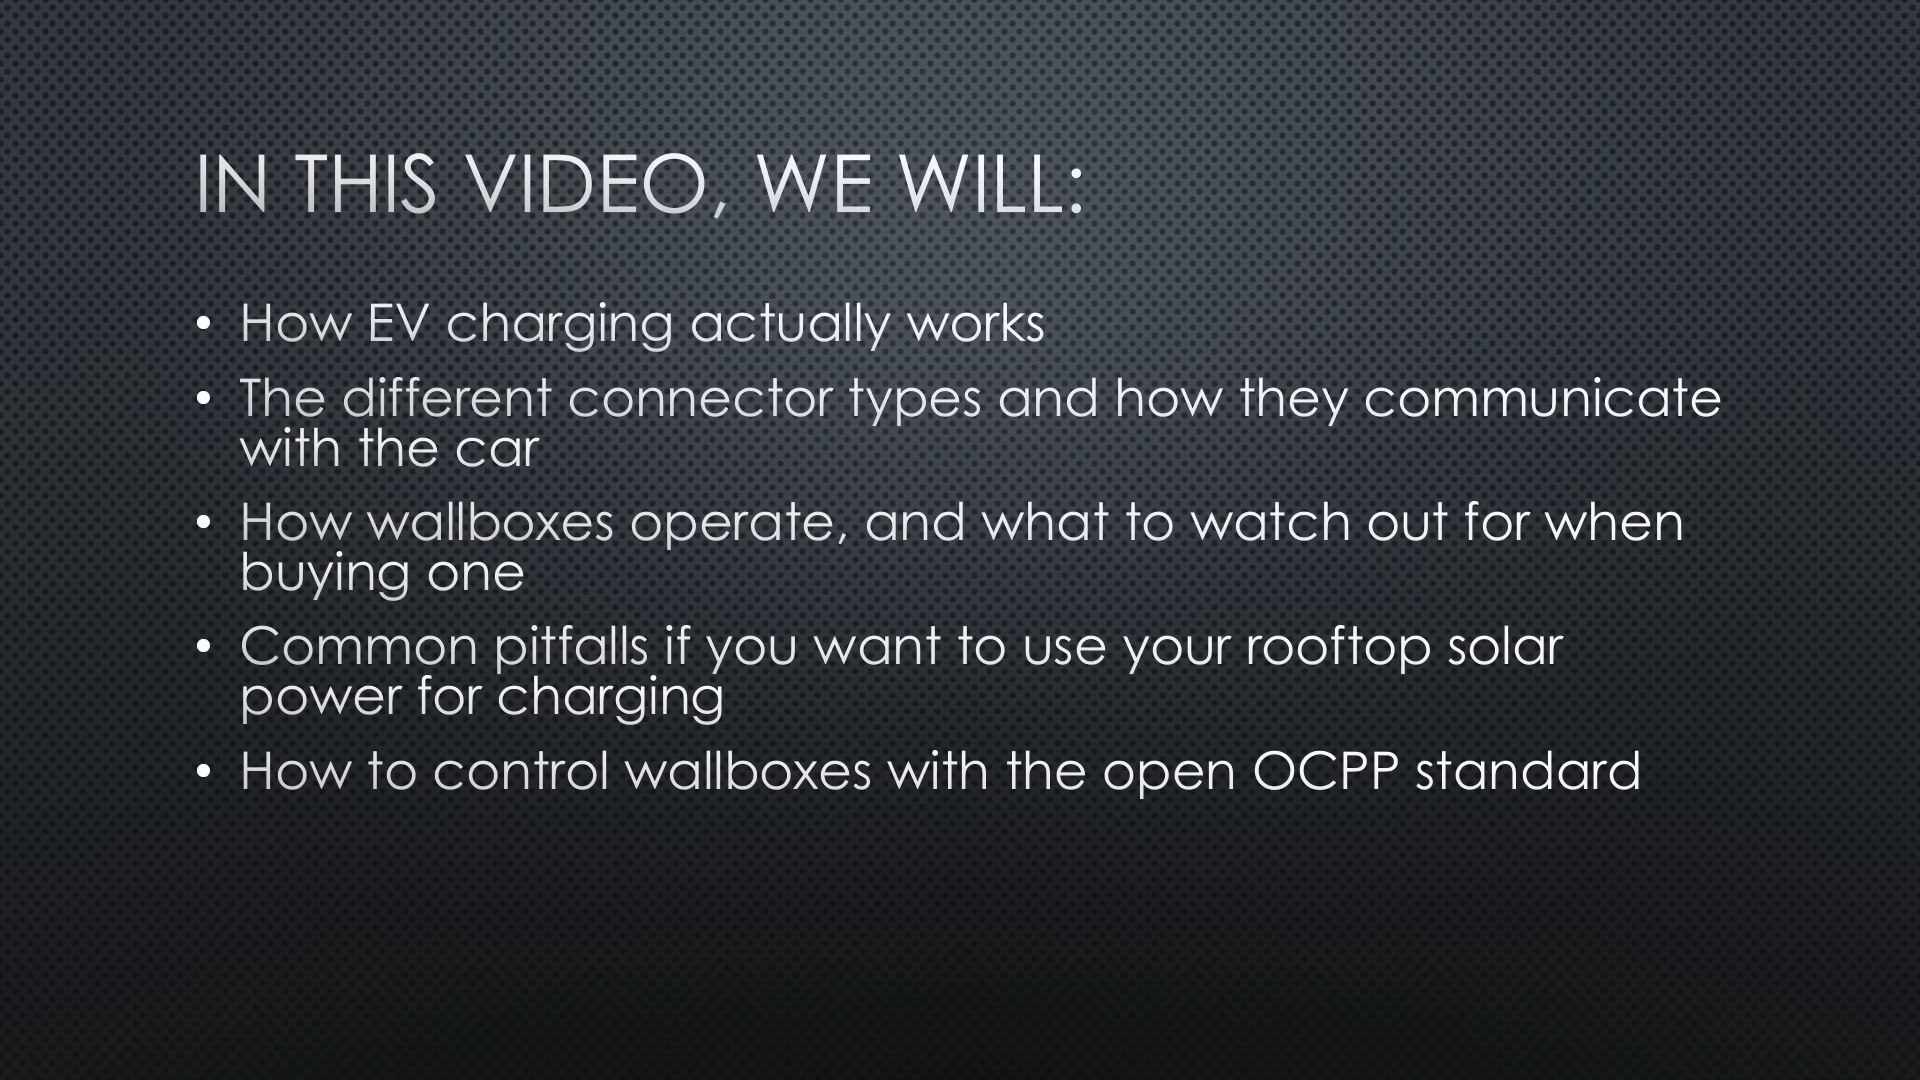 IN THIS VIDEO, WE WILL:
• How EV charging actually works
• The different connector types and how they communicate
with the car
• How wallboxes operate, and what to watch out for when
buying one
• Common pitfalls if you want to use your rooftop solar
power for charging
• How to control wallboxes with the open OCPP standard